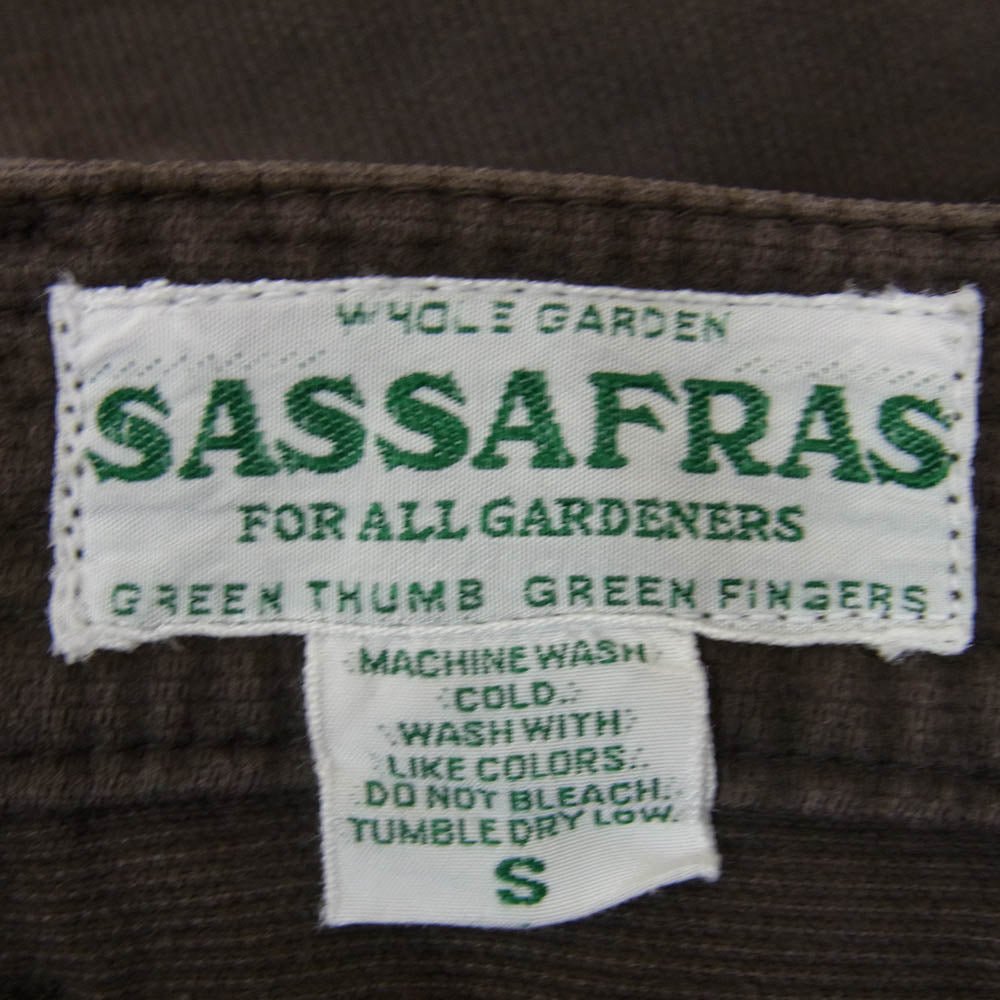 WHOLE GARDEN
SASSAFRAS
FOR ALL GARDENERS
GREEN THUMB GREEN FINGERS
MACHINE WASH
COLD.
WASH WITH
LIKE COLORS.
DO NOT BLEACH.
TUMBLE DRY LOW.
S